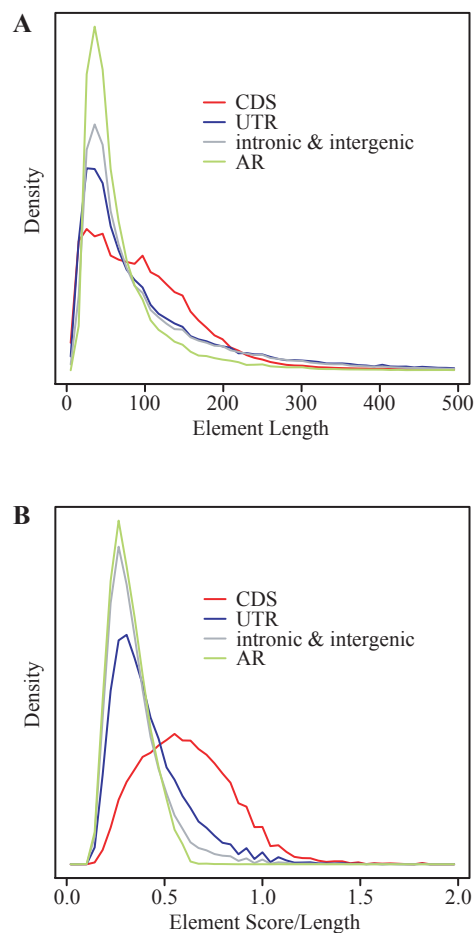 A
CDS
UTR
intronic & intergenic
AR
Density
0 100 200 300 400 500
Element Length
B
CDS
UTR
intronic & intergenic
AR
Density
0.0 0.5 1.0 1.5 2.0
Element Score/Length